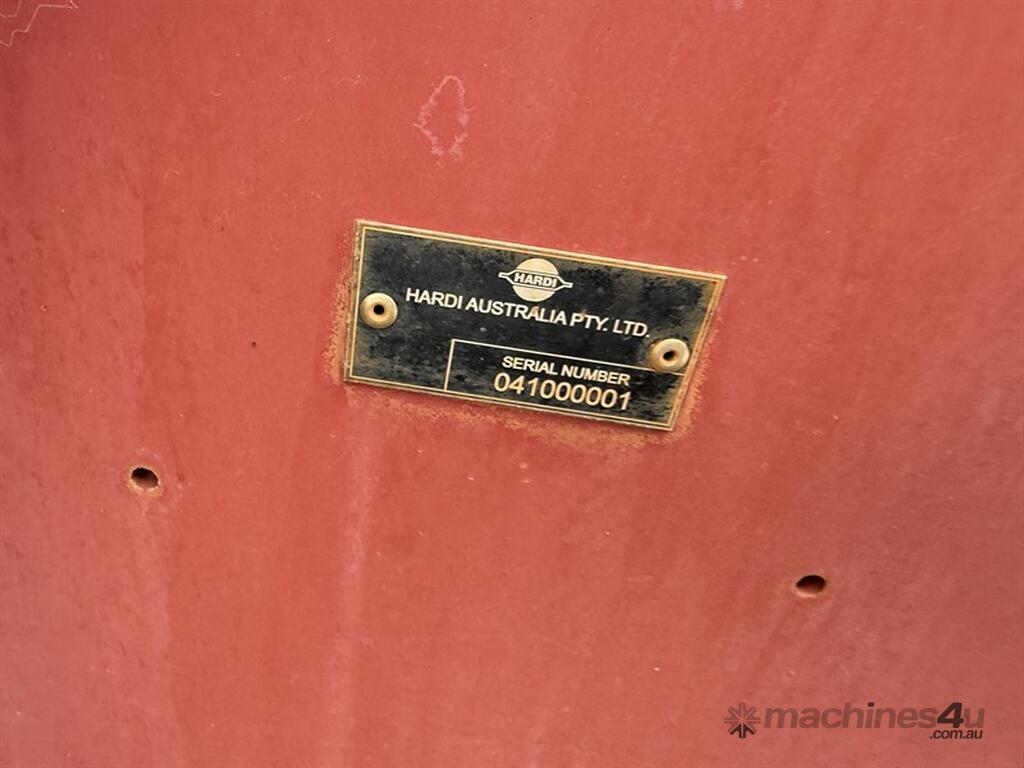 HARDI
HARDI AUSTRALIA PTY. LTD.
SERIAL NUMBER
041000001
machines4u
.com.au